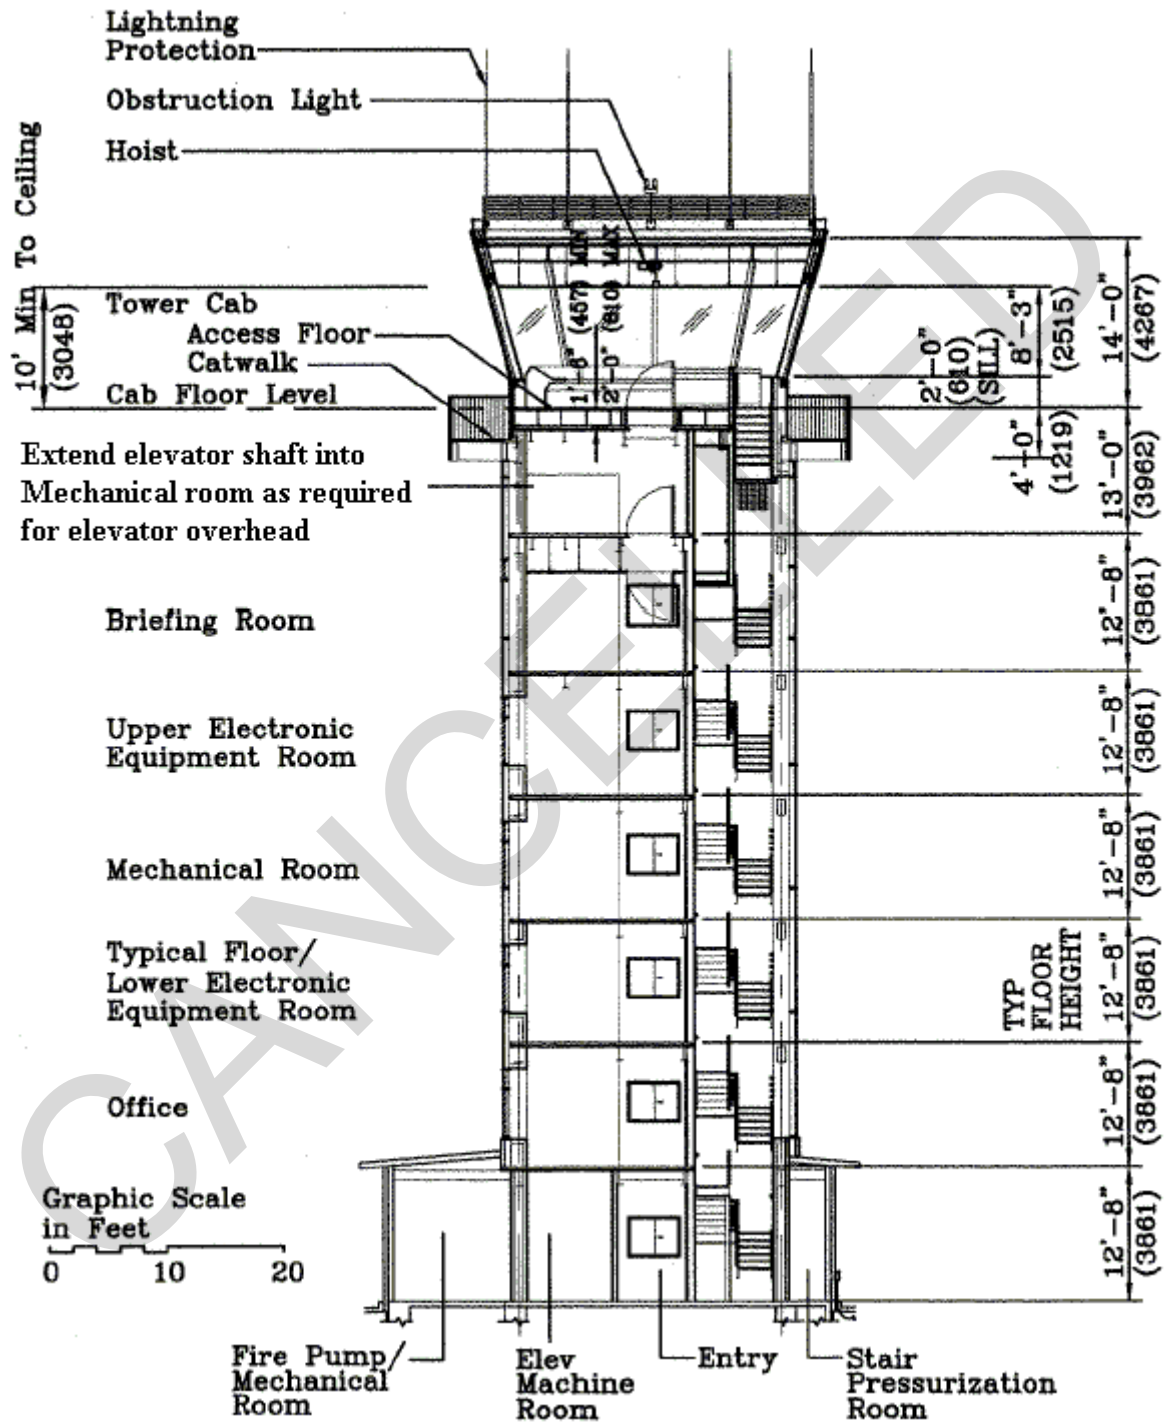 Lightning
Protection
Obstruction Light
Hoist
10' Min To Ceiling
(3048)
Tower Cab
Access Floor
Catwalk
Cab Floor Level
1'-6" (457) MIN
2'-0" (610) MAX
2'-0"
(610)
(SILL)
8'-3"
(2515)
14'-0"
(4267)
4'-0"
(1219)
13'-0"
(3962)
Extend elevator shaft into
Mechanical room as required
for elevator overhead
Briefing Room
12'-8"
(3861)
Upper Electronic
Equipment Room
12'-8"
(3861)
Mechanical Room
12'-8"
(3861)
Typical Floor/
Lower Electronic
Equipment Room
TYP
FLOOR
HEIGHT
12'-8"
(3861)
Office
12'-8"
(3861)
12'-8"
(3861)
Graphic Scale
in Feet
0 10 20
Fire Pump/
Mechanical
Room
Elev
Machine
Room
Entry
Stair
Pressurization
Room
CANCELLED